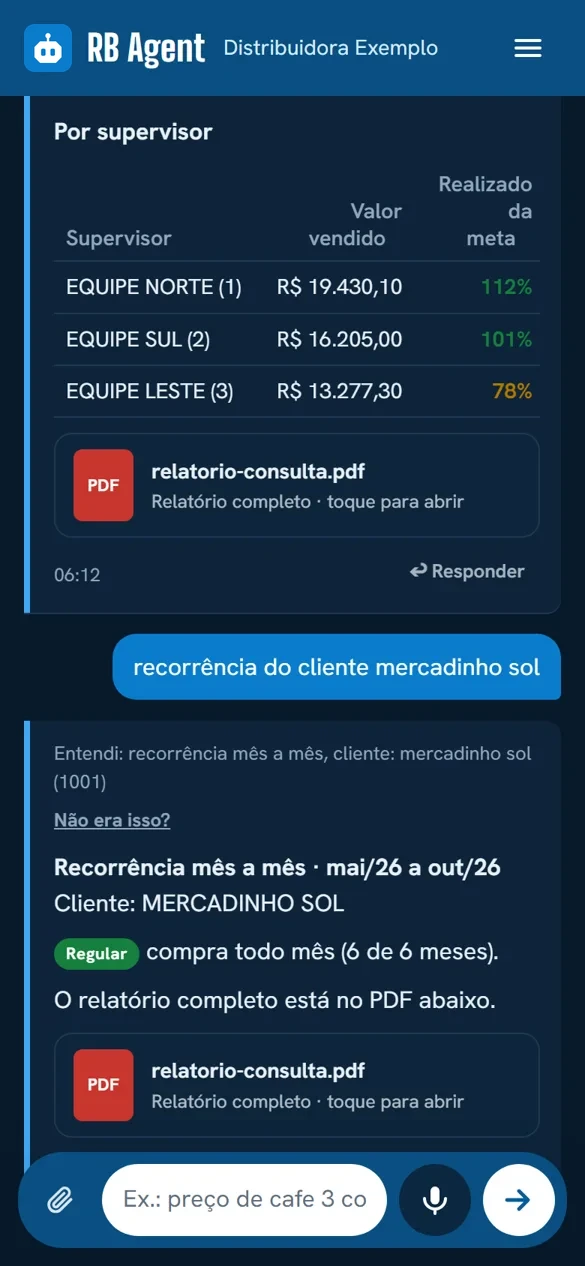 RB Agent Distribuidora Exemplo
Por supervisor
Supervisor Valor vendido Realizado da meta
EQUIPE NORTE (1) R$ 19.430,10 112%
EQUIPE SUL (2) R$ 16.205,00 101%
EQUIPE LESTE (3) R$ 13.277,30 78%
PDF
relatorio-consulta.pdf
Relatório completo · toque para abrir
06:12 Responder
recorrência do cliente mercadinho sol
Entendi: recorrência mês a mês, cliente: mercadinho sol
(1001)
Não era isso?
Recorrência mês a mês · mai/26 a out/26
Cliente: MERCADINHO SOL
Regular compra todo mês (6 de 6 meses).
O relatório completo está no PDF abaixo.
PDF
relatorio-consulta.pdf
Relatório completo · toque para abrir
Ex.: preço de cafe 3 co